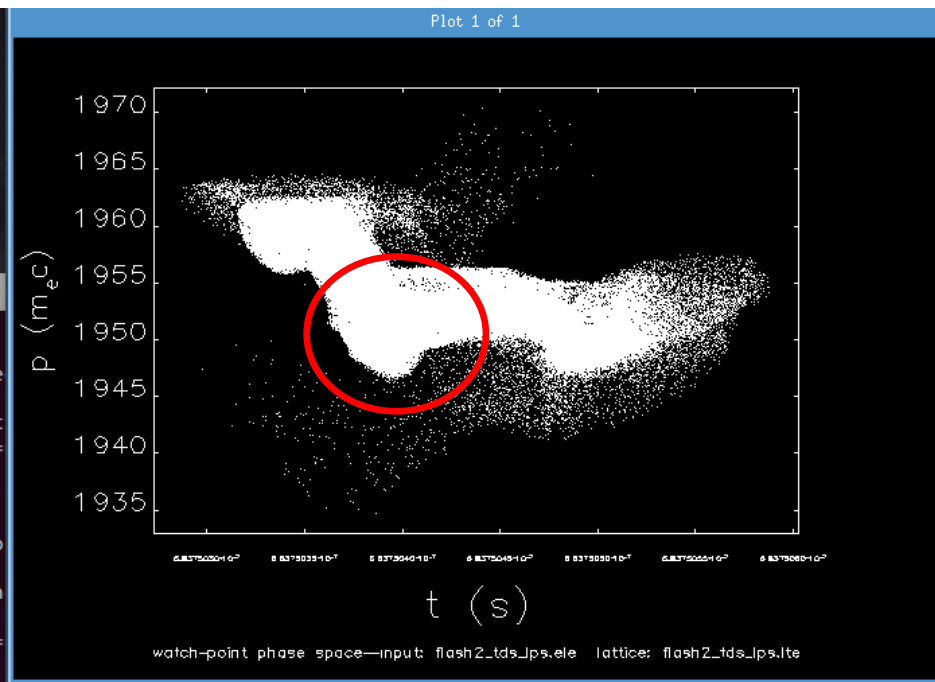 Plot 1 of 1
1970
1965
1960
1955
1950
1945
1940
1935
p (mₑc)
t (s)
watch-point phase space—input: flash2_tds_lps.ele lattice: flash2_tds_lps.lte